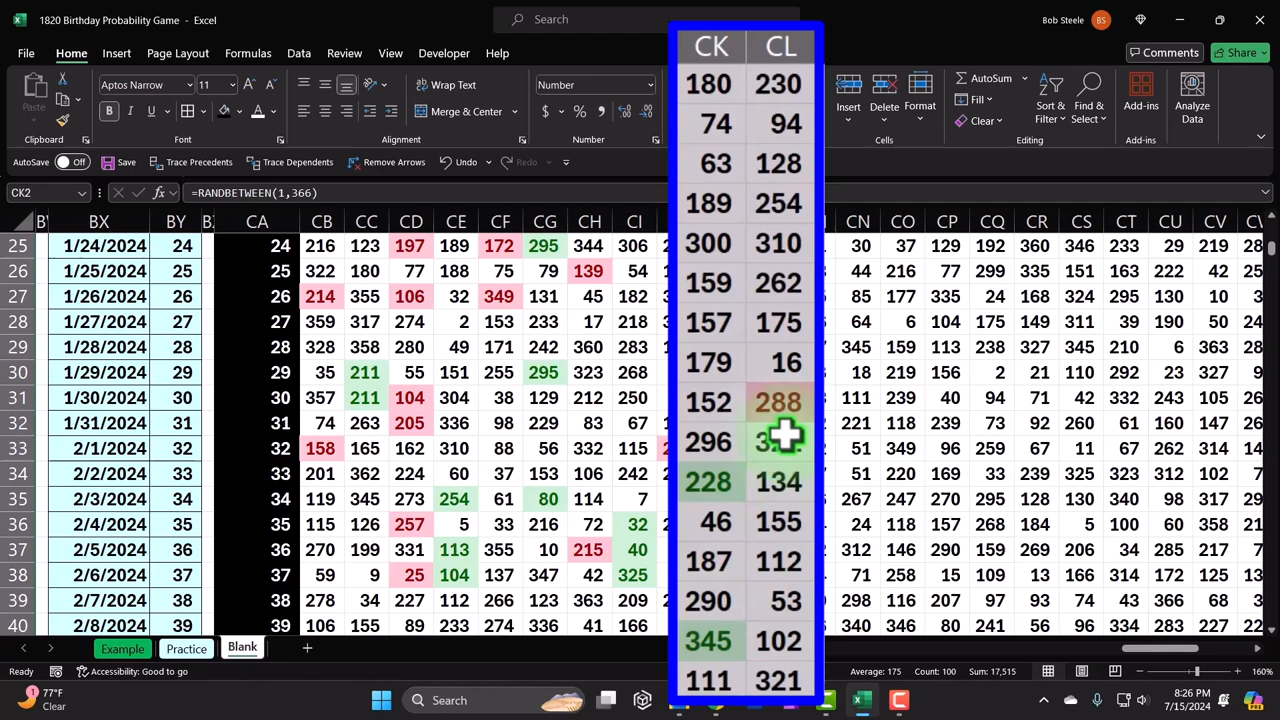 1820 Birthday Probability Game - Excel
Search
Bob Steele BS
File Home Insert Page Layout Formulas Data Review View Developer Help
Comments Share
Paste
Clipboard
Aptos Narrow 11
B I U
Font
Wrap Text
Merge & Center
Alignment
Number
Number
Insert Delete Format
Cells
AutoSum
Fill
Clear
Sort & Filter
Find & Select
Editing
Add-ins
Add-ins
Analyze Data
AutoSave Off Save Trace Precedents Trace Dependents Remove Arrows Undo Redo
CK2 fx =RANDBETWEEN(1,366)
BX BY CA CB CC CD CE CF CG CH CI CN CO CP CQ CR CS CT CU CV
25 1/24/2024 24 24 216 123 197 189 172 295 344 306 30 37 129 192 360 346 233 29 219
26 1/25/2024 25 25 322 180 77 188 75 79 139 54 44 216 77 299 335 151 163 222 42
27 1/26/2024 26 26 214 355 106 32 349 131 45 182 85 177 335 24 168 324 295 130 10
28 1/27/2024 27 27 359 317 274 2 153 233 17 218 64 6 104 175 149 311 39 190 50
29 1/28/2024 28 28 328 358 280 49 171 242 360 283 345 159 113 238 327 345 210 6 363
30 1/29/2024 29 29 35 211 55 151 255 295 323 268 18 219 156 2 21 110 292 23 327
31 1/30/2024 30 30 357 211 104 304 38 129 212 250 111 239 40 94 71 42 332 243 105
32 1/31/2024 31 31 74 263 205 336 98 229 83 67 221 118 239 73 92 260 61 160 147
33 2/1/2024 32 32 158 165 162 310 88 56 332 115 51 349 96 259 67 11 67 262 314
34 2/2/2024 33 33 201 362 224 60 37 153 106 242 51 220 169 33 239 325 323 312 102
35 2/3/2024 34 34 119 345 273 254 61 80 114 7 267 247 270 295 128 130 340 98 317
36 2/4/2024 35 35 115 126 257 5 33 216 72 32 24 118 157 268 184 5 100 60 358
37 2/5/2024 36 36 270 199 331 113 355 10 215 40 312 146 290 159 269 206 34 285 217
38 2/6/2024 37 37 59 9 25 104 137 347 42 325 71 258 15 109 13 166 314 172 125
39 2/7/2024 38 38 278 34 227 112 266 123 363 209 298 116 207 97 93 74 43 366 68
40 2/8/2024 39 39 106 155 89 233 274 336 41 166 340 346 80 241 56 96 334 283 227
CK CL
180 230
74 94
63 128
189 254
300 310
159 262
157 175
179 16
152 288
296
228 134
46 155
187 112
290 53
345 102
111 321
Example Practice Blank
Ready Accessibility: Good to go Average: 175 Count: 100 Sum: 17,515 160%
77°F
Clear
Search
8:26 PM
7/15/2024